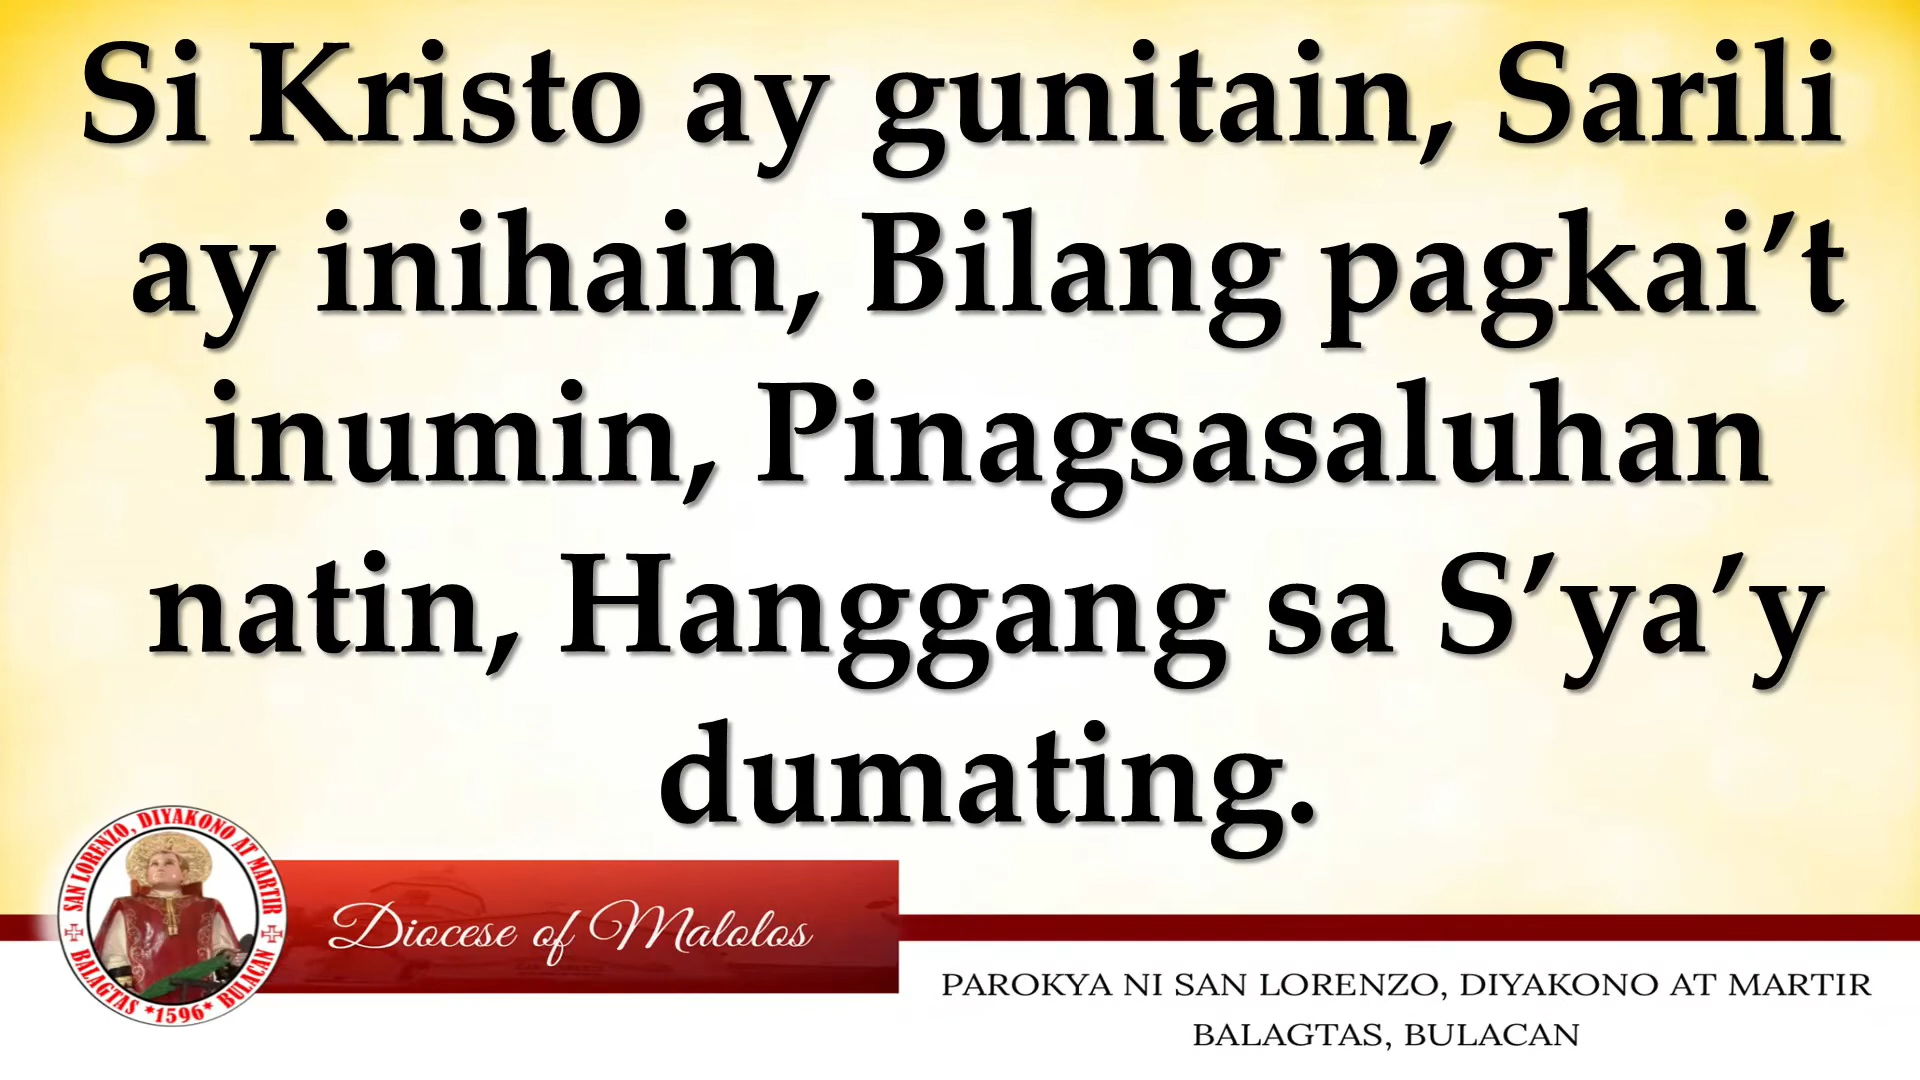 Si Kristo ay gunitain, Sarili
ay inihain, Bilang pagkai’t
inumin, Pinagsasaluhan
natin, Hanggang sa S’ya’y
dumating.
SAN LORENZO, DIYAKONO AT MARTIR
BALAGTAS *1596* BULACAN
Diocese of Malolos
PAROKYA NI SAN LORENZO, DIYAKONO AT MARTIR
BALAGTAS, BULACAN